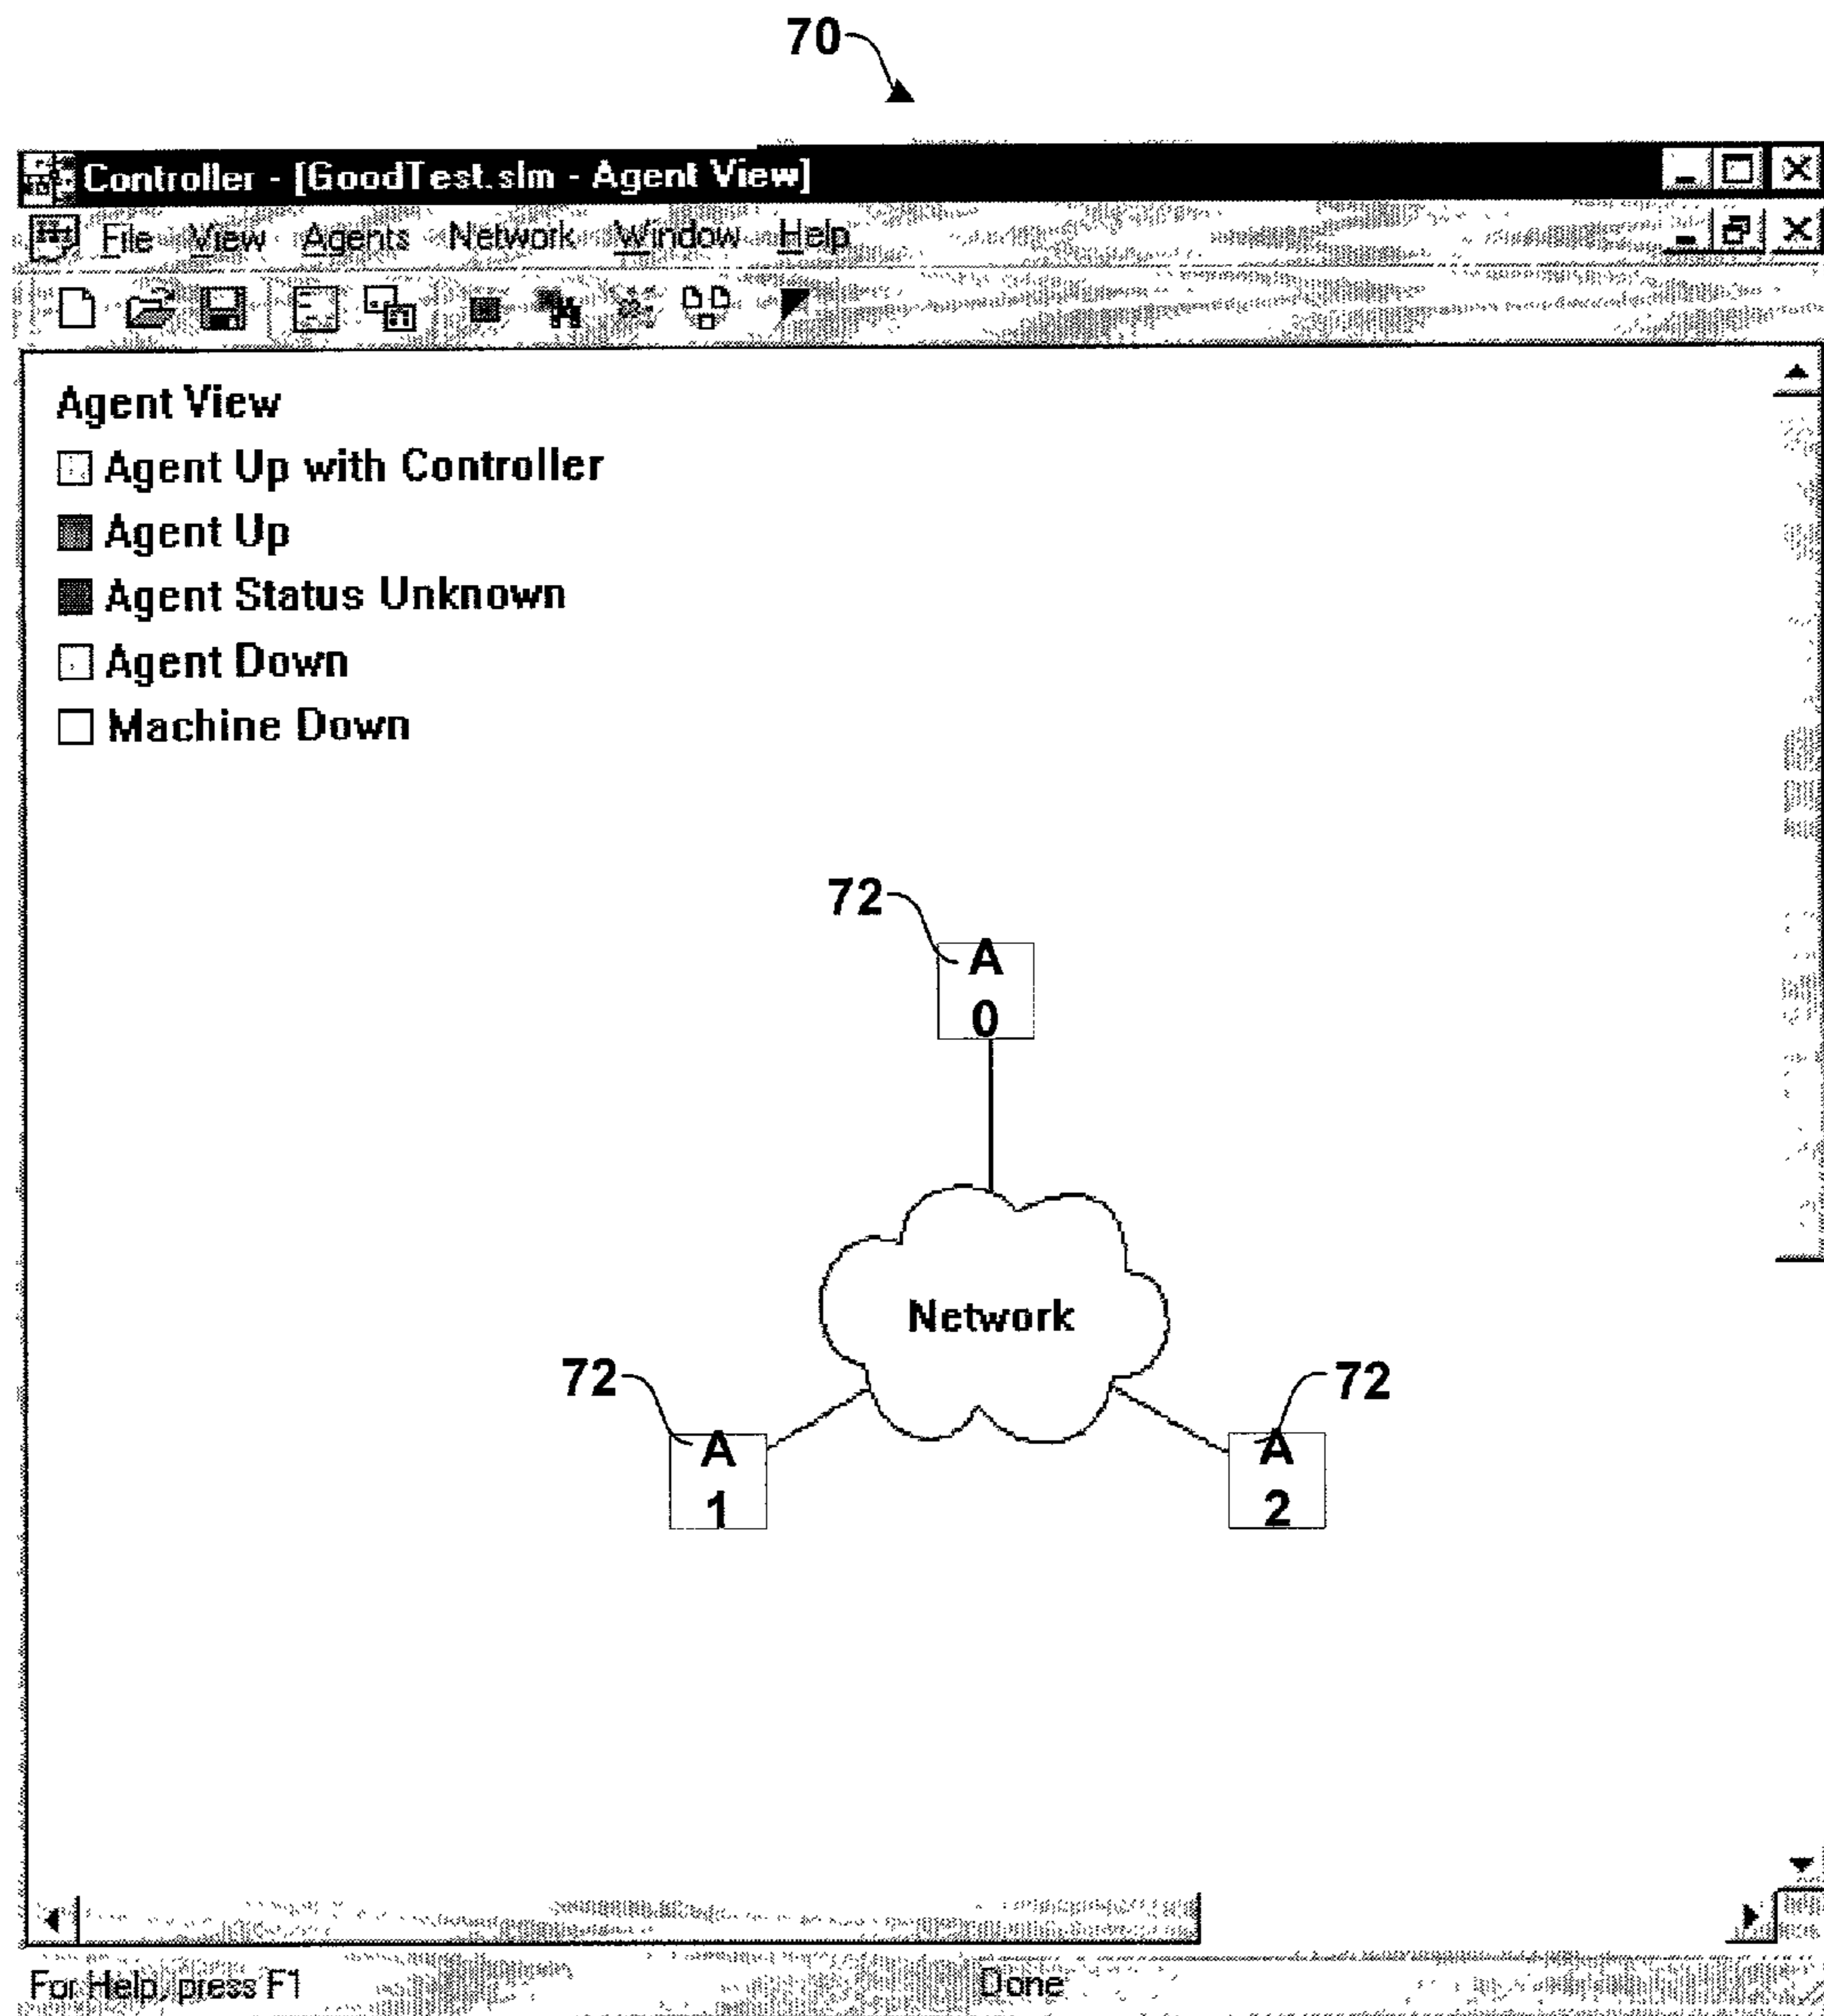 70
Controller - [GoodTest.slm - Agent View]
File View Agents Network Window Help
Agent View
Agent Up with Controller
Agent Up
Agent Status Unknown
Agent Down
Machine Down
72
A
0
Network
72
72
A
1
A
2
For Help, press F1
Done